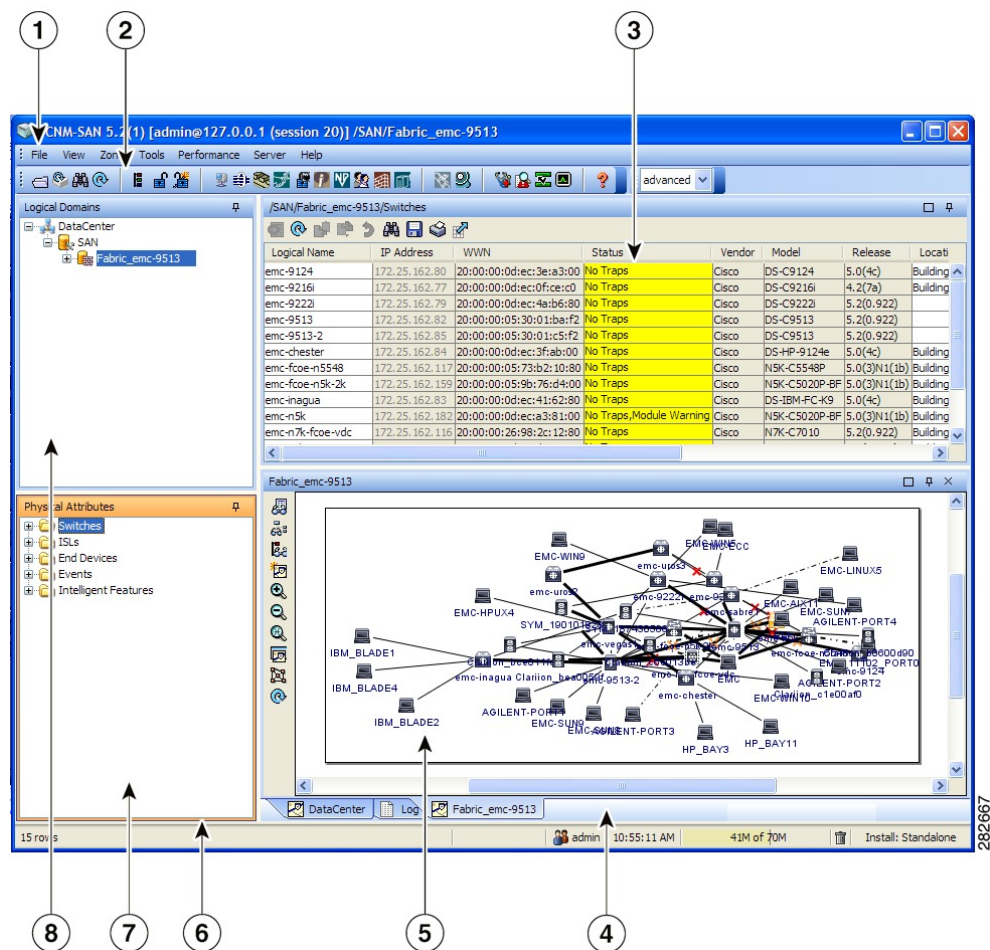 1
2
3
CNM-SAN 5.2(1) [admin@127.0.0.1 (session 20)] /SAN/Fabric_emc-9513
File View Zone Tools Performance Server Help
advanced
Logical Domains
DataCenter
SAN
Fabric_emc-9513
/SAN/Fabric_emc-9513/Switches
Logical Name IP Address WWN Status Vendor Model Release Locati
emc-9124 172.25.162.80 20:00:00:0d:ec:3e:a3:00 No Traps Cisco DS-C9124 5.0(4c) Building
emc-9216i 172.25.162.77 20:00:00:0d:ec:0f:ce:c0 No Traps Cisco DS-C9216i 4.2(7a) Building
emc-9222i 172.25.162.79 20:00:00:0d:ec:4a:b6:80 No Traps Cisco DS-C9222i 5.2(0.922)
emc-9513 172.25.162.82 20:00:00:05:30:01:ba:f2 No Traps Cisco DS-C9513 5.2(0.922)
emc-9513-2 172.25.162.85 20:00:00:05:30:01:c5:f2 No Traps Cisco DS-C9513 5.2(0.922)
emc-chester 172.25.162.84 20:00:00:0d:ec:3f:ab:00 No Traps Cisco DS-HP-9124e 5.0(4c) Building
emc-fcoe-n5548 172.25.162.117 20:00:00:05:73:b2:10:80 No Traps Cisco N5K-C5548P 5.0(3)N1(1b) Building
emc-fcoe-n5k-2k 172.25.162.159 20:00:00:05:9b:76:d4:00 No Traps Cisco N5K-C5020P-BF 5.0(3)N1(1b) Building
emc-inagua 172.25.162.83 20:00:00:0d:ec:41:62:80 No Traps Cisco DS-IBM-FC-K9 5.0(4c) Building
emc-n5k 172.25.162.182 20:00:00:0d:ec:a3:81:00 No Traps,Module Warning Cisco N5K-C5020P-BF 5.0(3)N1(1b) Building
emc-n7k-fcoe-vdc 172.25.162.116 20:00:00:26:98:2c:12:80 No Traps Cisco N7K-C7010 5.2(0.922) Building
Physical Attributes
Switches
ISLs
End Devices
Events
Intelligent Features
Fabric_emc-9513
EMC-WIN5
EMC-ECC
EMC-WIN9
emc-uros3
EMC-LINUX5
emc-uros2
emc-9222i
EMC-HPUX4
emc-sabre
EMC-AIX11
EMC-SUN
AGILENT-PORT4
IBM_BLADE1
emc-vegas
emc-9513
emc-9124
emc-inagua
emc-9513-2
EMC
AGILENT-PORT2
IBM_BLADE4
emc-chester
EMC-WIN10
Clariion_c1e00af0
IBM_BLADE2
EMC-SUN9
AGILENT-PORT3
HP_BAY3
HP_BAY11
DataCenter Log Fabric_emc-9513
15 rows admin 10:55:11 AM 41M of 70M Install: Standalone
282667
8
7
6
5
4